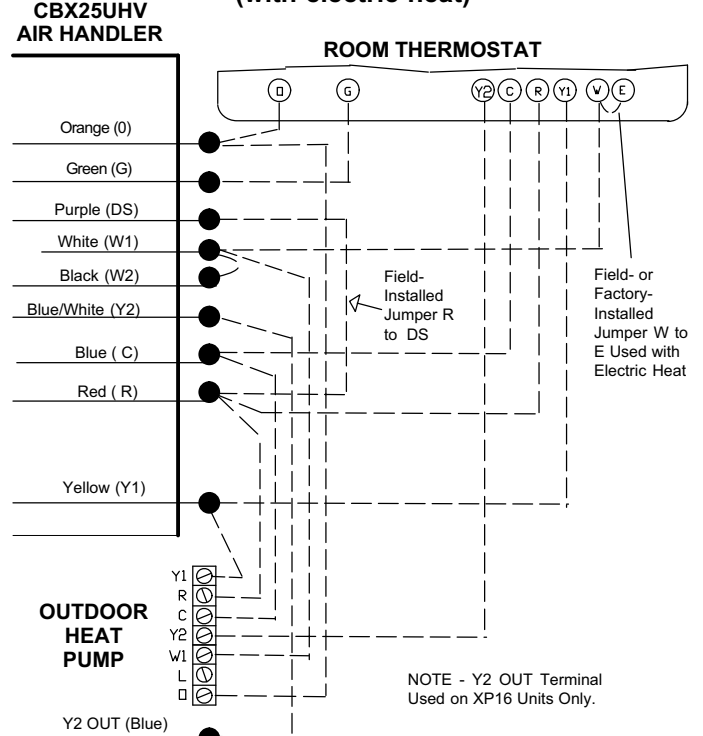 (with electric heat)
CBX25UHV
AIR HANDLER
ROOM THERMOSTAT
O G Y2 C R Y1 W E
Orange (0)
Green (G)
Purple (DS)
White (W1)
Black (W2)
Blue/White (Y2)
Blue ( C)
Red ( R)
Yellow (Y1)
Field-
Installed
Jumper R
to DS
Field- or
Factory-
Installed
Jumper W to
E Used with
Electric Heat
OUTDOOR
HEAT
PUMP
Y1
R
C
Y2
W1
L
O
NOTE - Y2 OUT Terminal
Used on XP16 Units Only.
Y2 OUT (Blue)